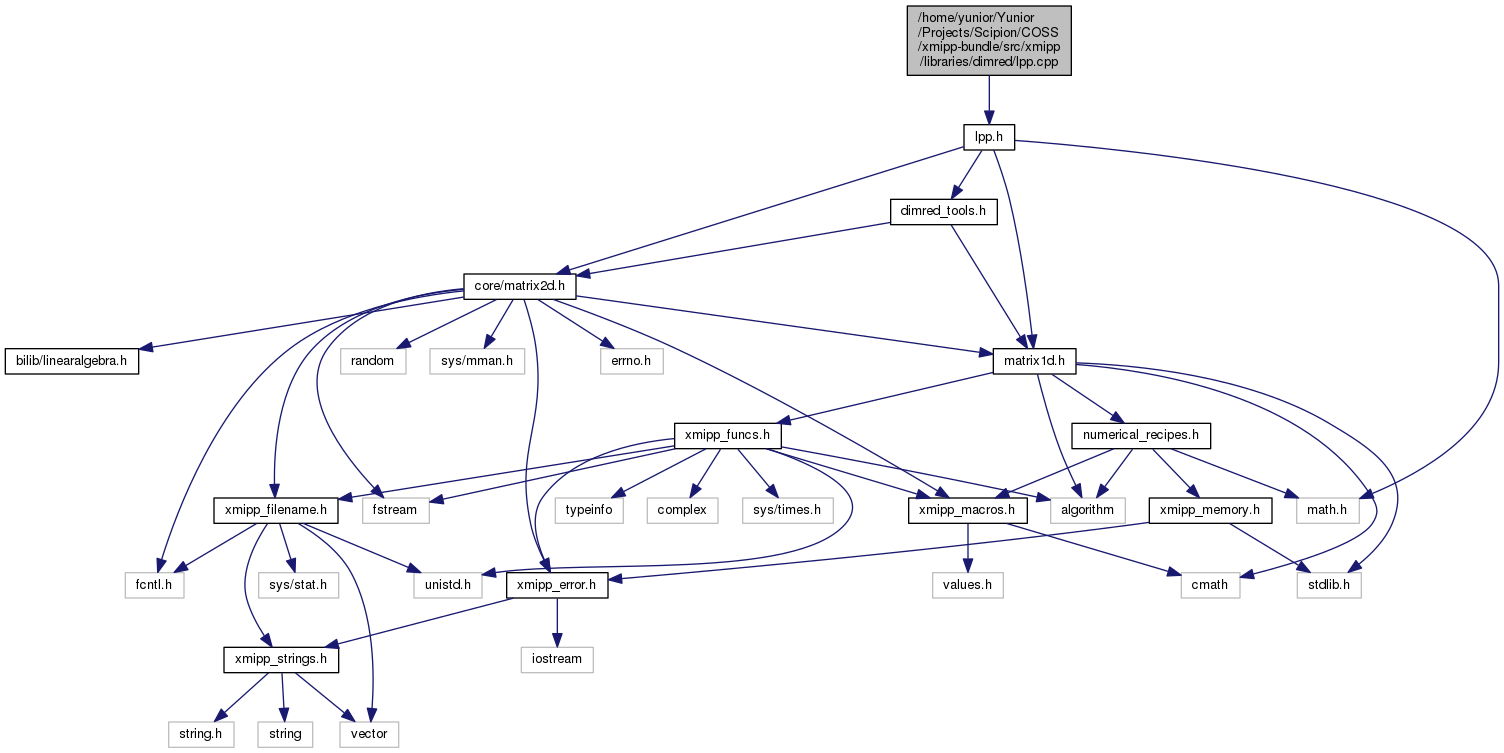 /home/yunior/Yunior
/Projects/Scipion/COSS
/xmipp-bundle/src/xmipp
/libraries/dimred/lpp.cpp
lpp.h
dimred_tools.h
core/matrix2d.h
bilib/linearalgebra.h
random
sys/mman.h
errno.h
matrix1d.h
xmipp_funcs.h
numerical_recipes.h
xmipp_filename.h
fstream
typeinfo
complex
sys/times.h
xmipp_macros.h
algorithm
xmipp_memory.h
math.h
fcntl.h
sys/stat.h
unistd.h
xmipp_error.h
values.h
cmath
stdlib.h
xmipp_strings.h
iostream
string.h
string
vector